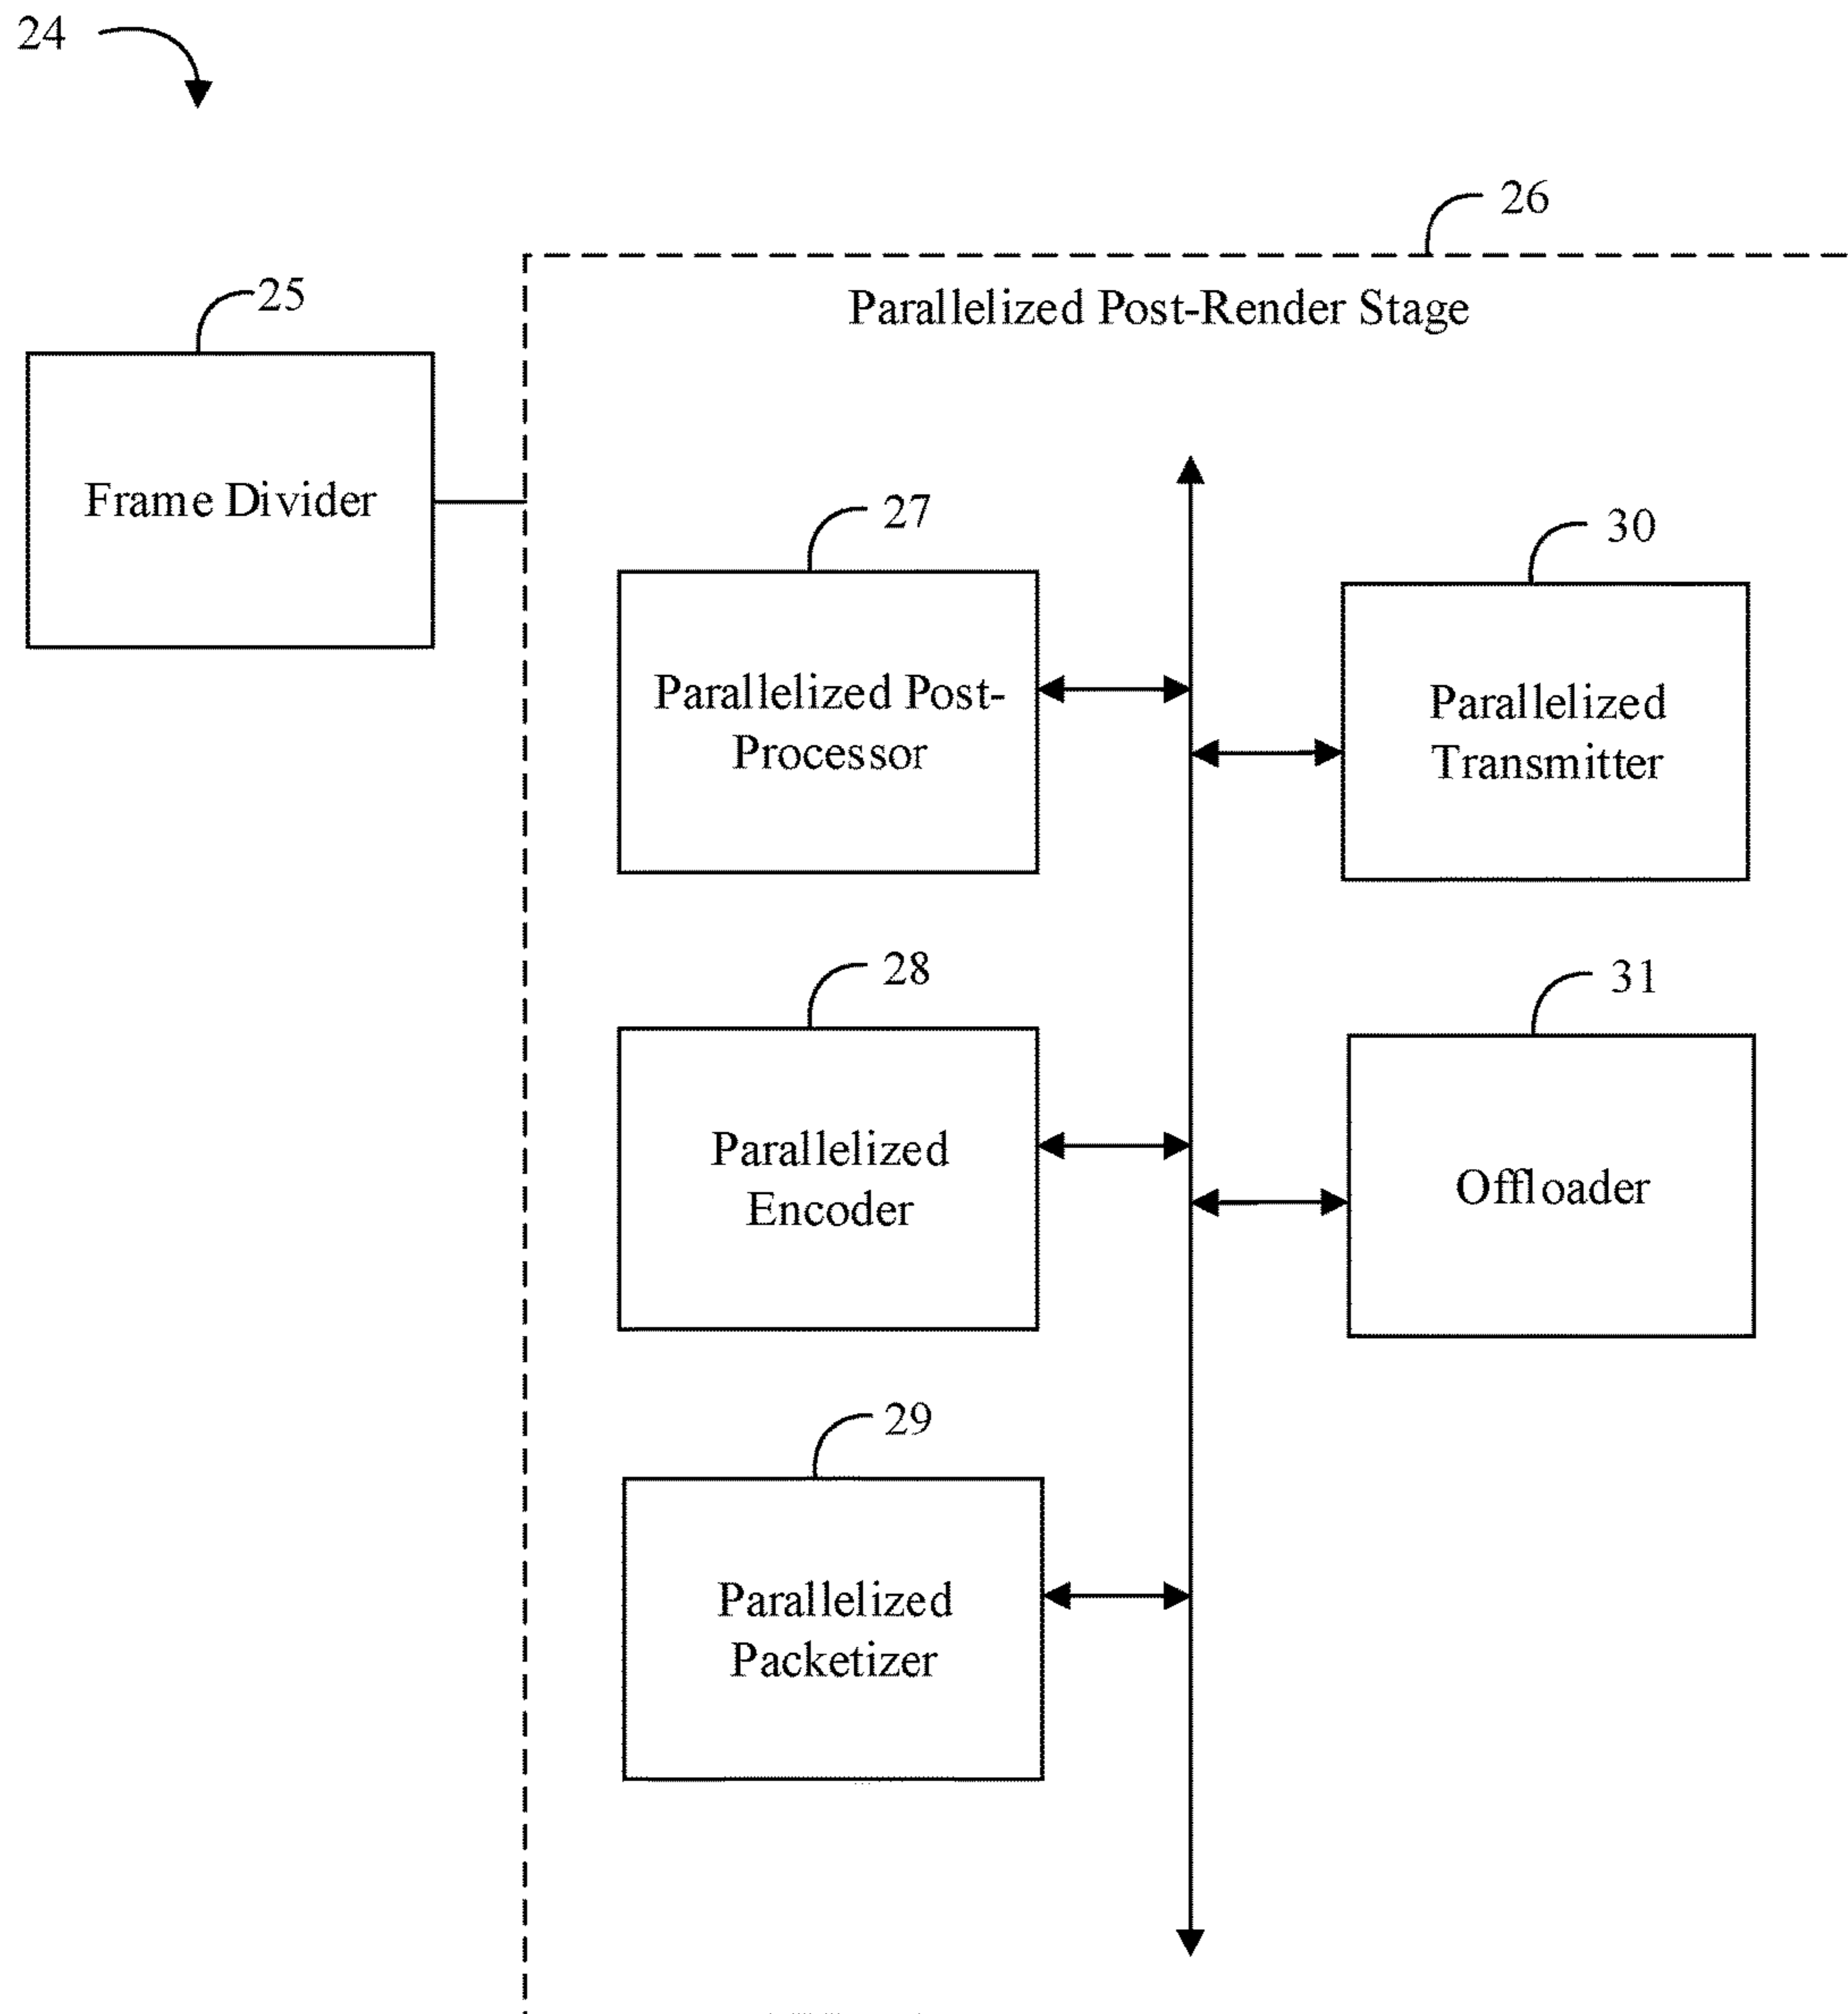 24
26
Parallelized Post-Render Stage
25
Frame Divider
27
Parallelized Post-
Processor
30
Parallelized
Transmitter
28
Parallelized
Encoder
31
Offloader
29
Parallelized
Packetizer